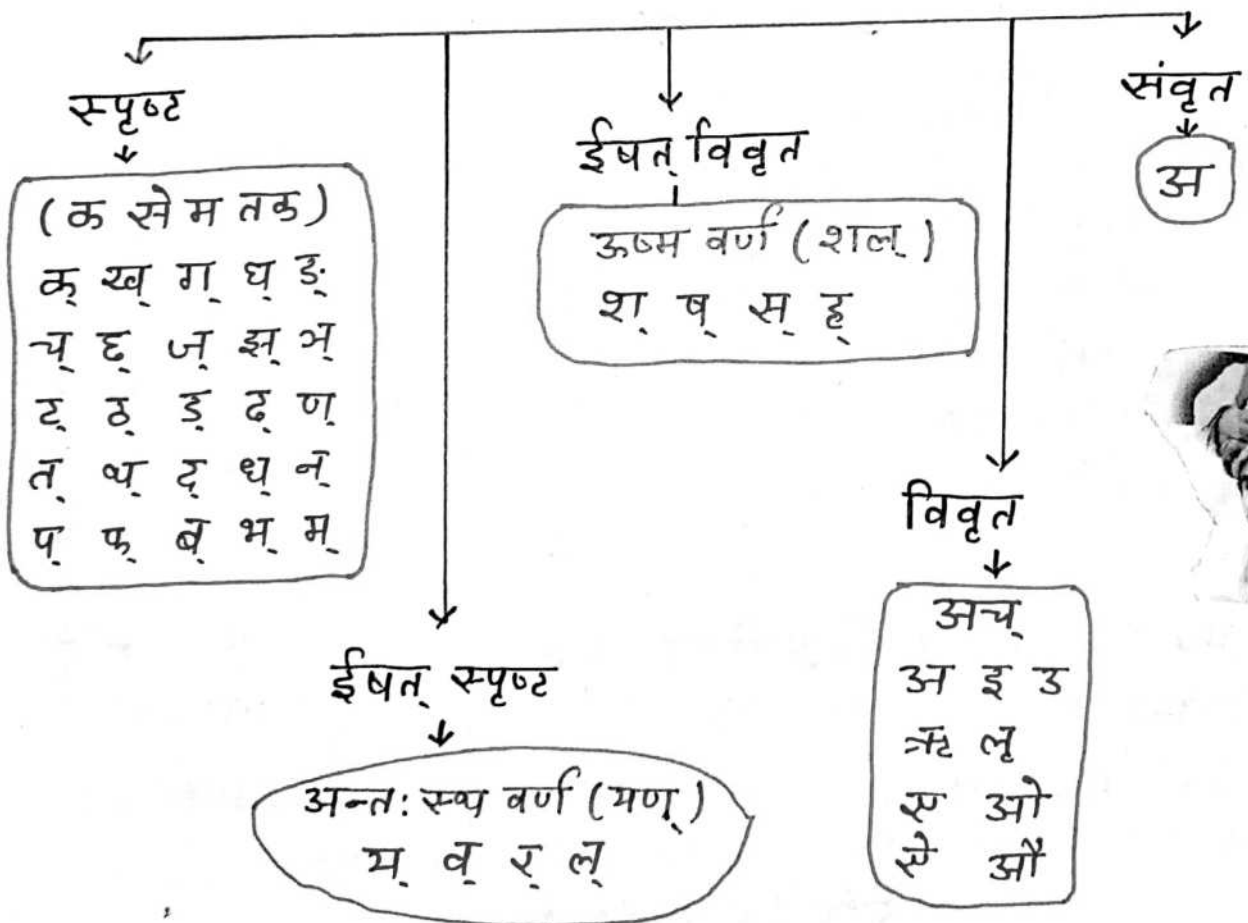 स्पृष्ट
(क से म तक)
क् ख् ग् घ् ङ्
च् छ् ज् झ् ञ्
ट् ठ् ड् ढ् ण्
त् थ् द् ध् न्
प् फ् ब् भ् म्
ईषत् स्पृष्ट
अन्त: स्थ वर्ण (यण्)
य् व् र् ल्
ईषत् विवृत
ऊष्म वर्ण (शल्)
श् ष् स् ह्
विवृत
अच्
अ इ उ
ऋ लृ
ए ओ
ऐ औ
संवृत
अ